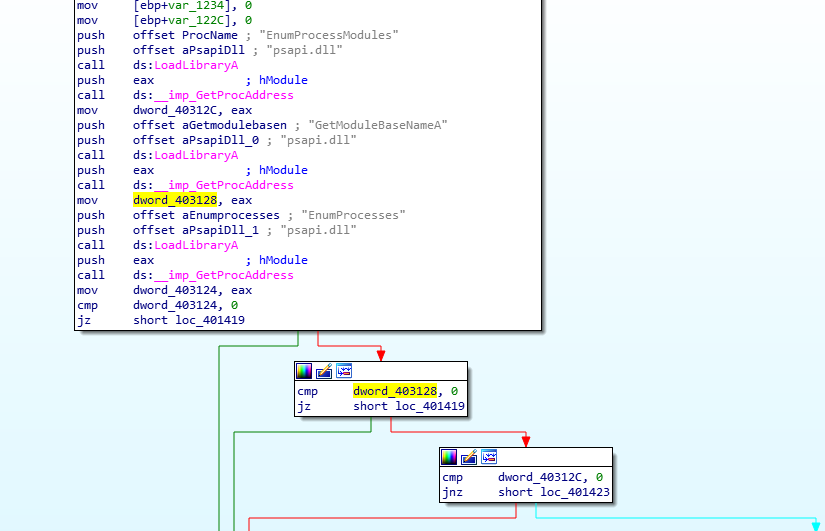 mov [ebp+var_1234], 0
mov [ebp+var_122C], 0
push offset ProcName ; "EnumProcessModules"
push offset aPsapiDll ; "psapi.dll"
call ds:LoadLibraryA
push eax ; hModule
call ds:__imp_GetProcAddress
mov dword_40312C, eax
push offset aGetmodulebasen ; "GetModuleBaseNameA"
push offset aPsapiDll_0 ; "psapi.dll"
call ds:LoadLibraryA
push eax ; hModule
call ds:__imp_GetProcAddress
mov dword_403128, eax
push offset aEnumprocesses ; "EnumProcesses"
push offset aPsapiDll_1 ; "psapi.dll"
call ds:LoadLibraryA
push eax ; hModule
call ds:__imp_GetProcAddress
mov dword_403124, eax
cmp dword_403124, 0
jz short loc_401419
cmp dword_403128, 0
jz short loc_401419
cmp dword_40312C, 0
jnz short loc_401423